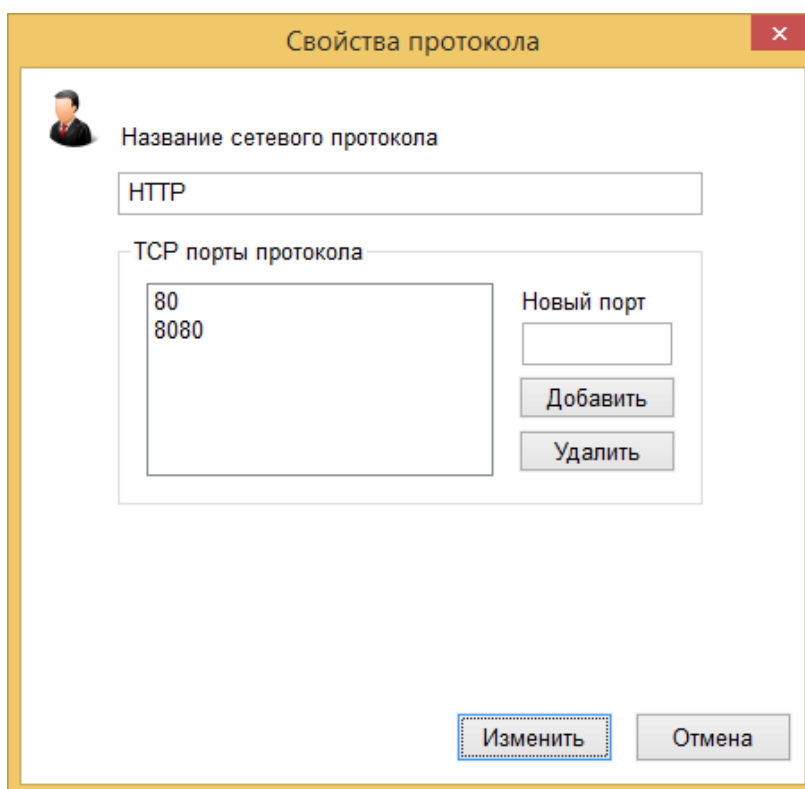 Свойства протокола
Название сетевого протокола
HTTP
TCP порты протокола
80
8080
Новый порт
Добавить
Удалить
Изменить
Отмена